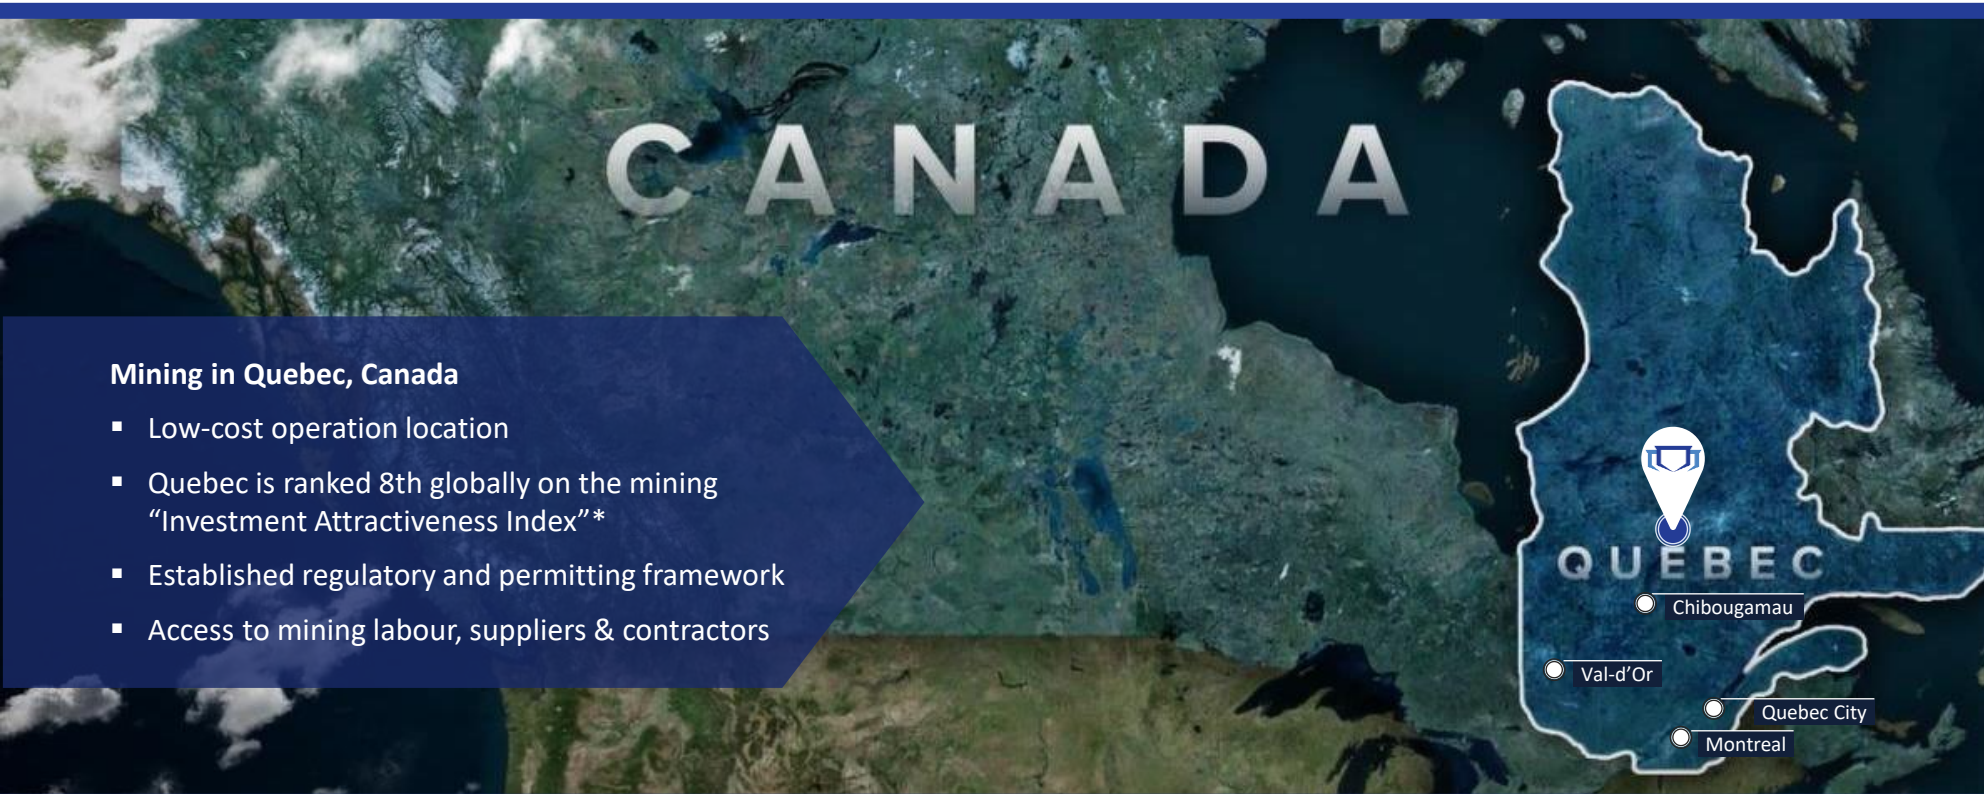 CANADA
Mining in Quebec, Canada
▪ Low-cost operation location
▪ Quebec is ranked 8th globally on the mining
“Investment Attractiveness Index”*
▪ Established regulatory and permitting framework
▪ Access to mining labour, suppliers & contractors
QUEBEC
Chibougamau
Val-d’Or
Quebec City
Montreal